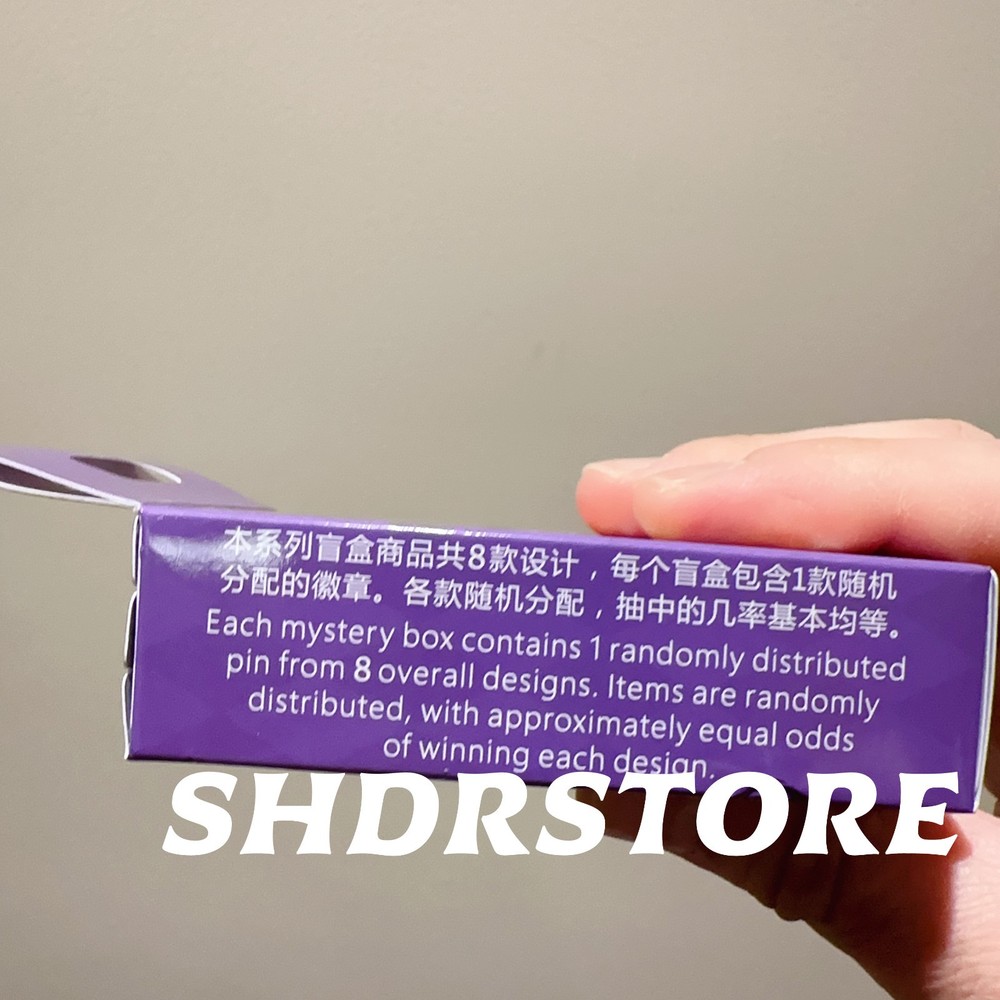 本系列盲盒商品共8款设计，每个盲盒包含1款随机
分配的徽章。各款随机分配，抽中的几率基本均等。
Each mystery box contains 1 randomly distributed
pin from 8 overall designs. Items are randomly
distributed, with approximately equal odds
of winning each design.
SHDRSTORE